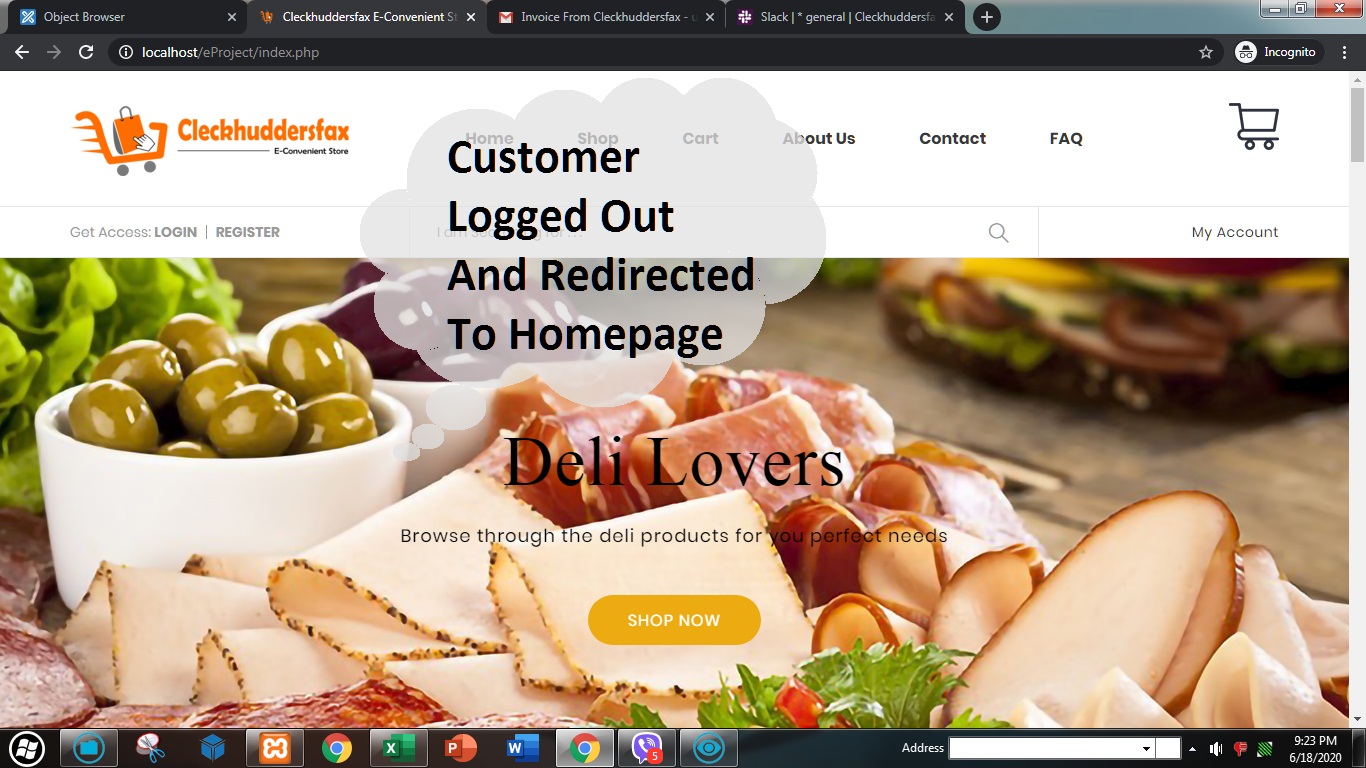 Object Browser
Cleckhuddersfax E-Convenient St
Invoice From Cleckhuddersfax - u
Slack | * general | Cleckhuddersfa
localhost/eProject/index.php
Incognito
Cleckhuddersfax
E-Convenient Store
Home Shop Cart About Us Contact FAQ
Customer
Logged Out
And Redirected
To Homepage
Get Access: LOGIN | REGISTER
I am
My Account
Deli Lovers
Browse through the deli products for you perfect needs
SHOP NOW
5
Address
9:23 PM
6/18/2020